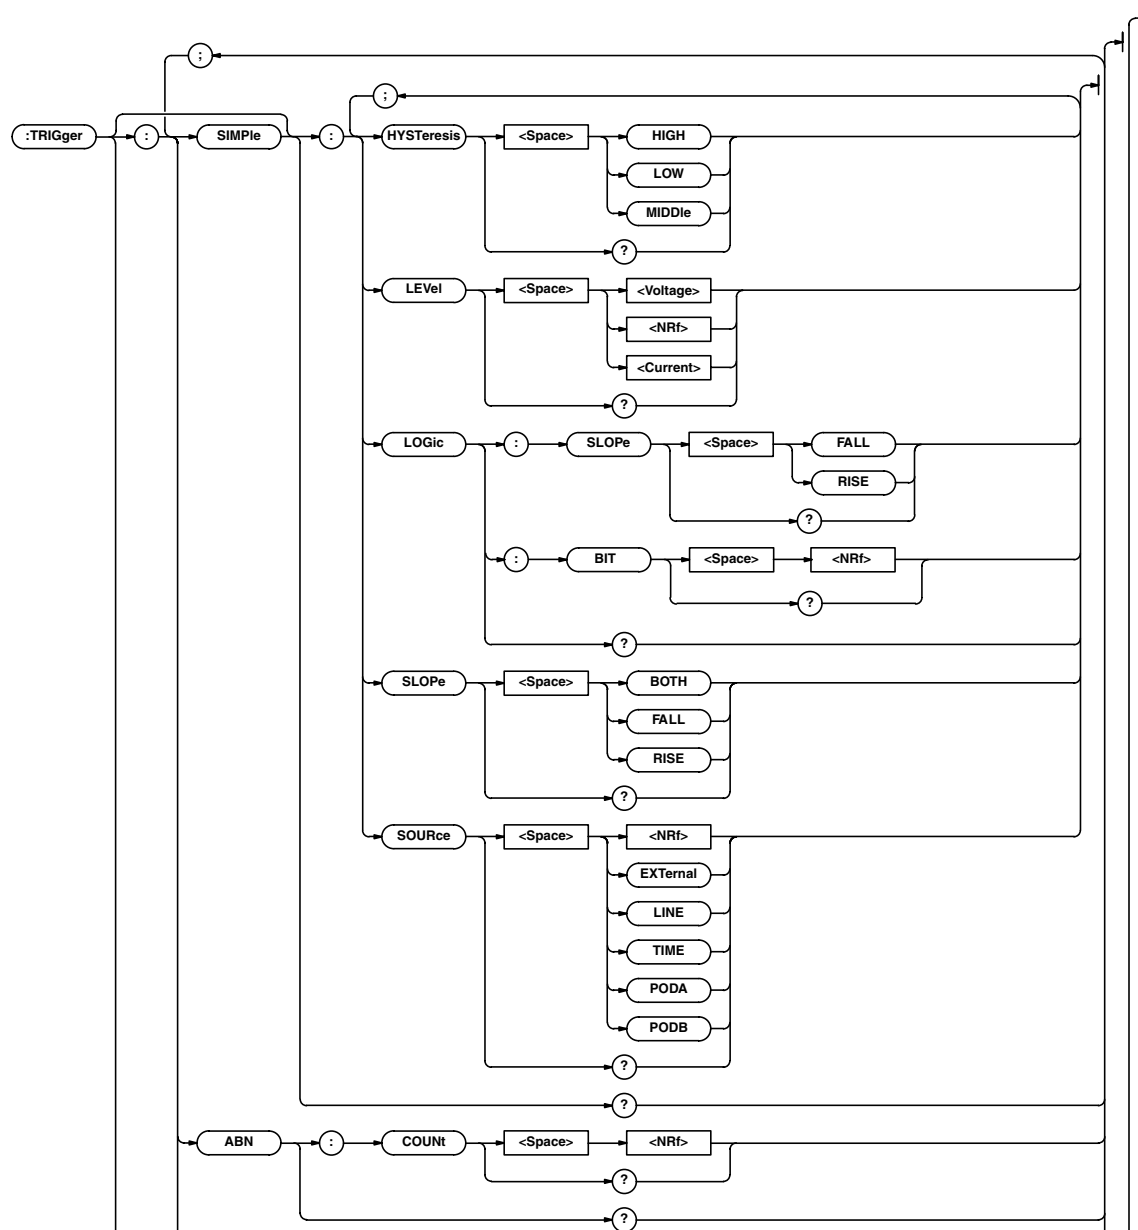 ;
;
:TRIGger : SIMPle : HYSTeresis <Space> HIGH
LOW
MIDDle
?
LEVel <Space> <Voltage>
<NRf>
<Current>
?
LOGic : SLOPe <Space> FALL
RISE
?
: BIT <Space> <NRf>
?
?
SLOPe <Space> BOTH
FALL
RISE
?
SOURce <Space> <NRf>
EXTernal
LINE
TIME
PODA
PODB
?
?
ABN : COUNt <Space> <NRf>
?
?